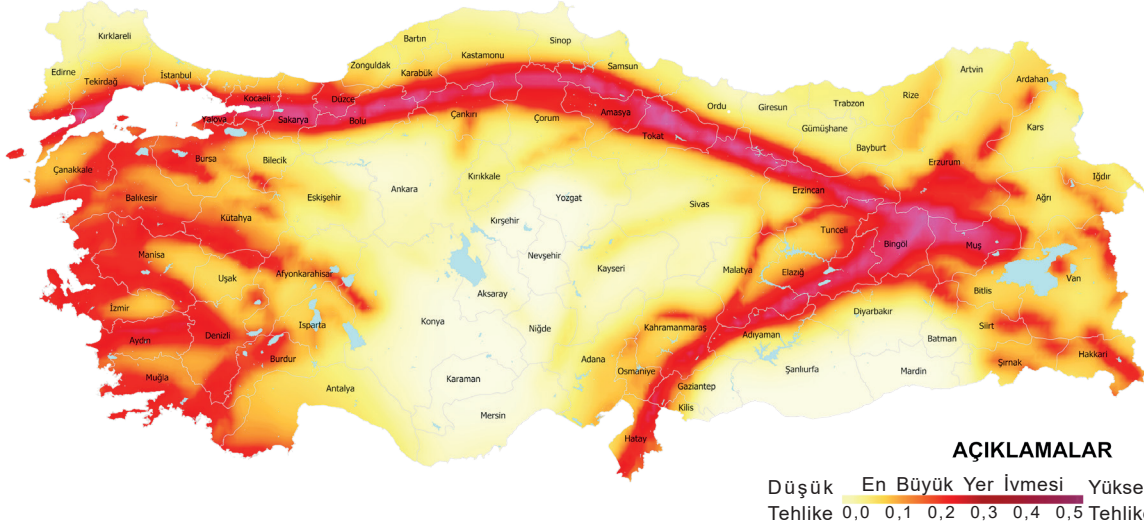 Kırklareli
Edirne
Tekirdağ
İstanbul
Kocaeli
Yalova
Sakarya
Düzce
Bolu
Zonguldak
Bartın
Karabük
Kastamonu
Sinop
Samsun
Çankırı
Çorum
Amasya
Tokat
Ordu
Giresun
Trabzon
Gümüşhane
Bayburt
Rize
Artvin
Ardahan
Kars
Iğdır
Ağrı
Erzurum
Erzincan
Çanakkale
Bursa
Bilecik
Balıkesir
Kütahya
Eskişehir
Ankara
Kırıkkale
Yozgat
Kırşehir
Sivas
Tunceli
Bingöl
Muş
Manisa
Uşak
Afyonkarahisar
Nevşehir
Kayseri
Malatya
Elazığ
Van
Bitlis
İzmir
Aydın
Denizli
Isparta
Burdur
Konya
Aksaray
Niğde
Kahramanmaraş
Adıyaman
Diyarbakır
Batman
Siirt
Şırnak
Hakkari
Muğla
Antalya
Karaman
Mersin
Adana
Osmaniye
Gaziantep
Kilis
Şanlıurfa
Mardin
Hatay
AÇIKLAMALAR
Düşük En Büyük Yer İvmesi Yükse
Tehlike 0,0 0,1 0,2 0,3 0,4 0,5 Tehlik